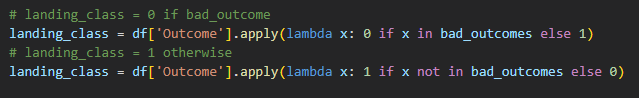 # landing_class = 0 if bad_outcome
landing_class = df['Outcome'].apply(lambda x: 0 if x in bad_outcomes else 1)
# landing_class = 1 otherwise
landing_class = df['Outcome'].apply(lambda x: 1 if x not in bad_outcomes else 0)